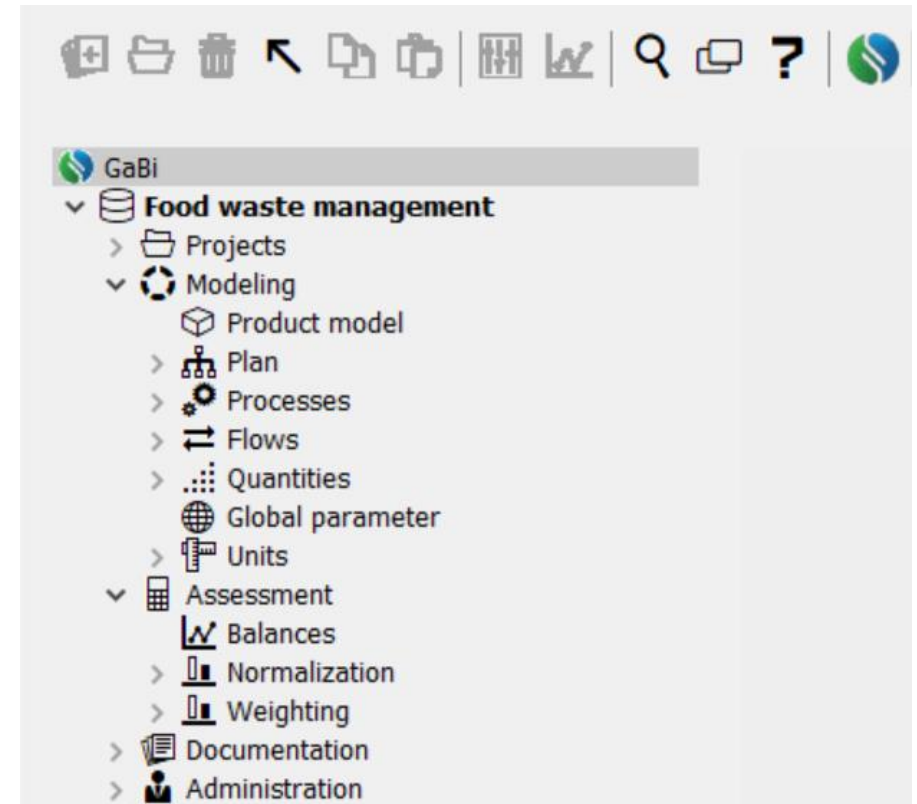 GaBi
Food waste management
Projects
Modeling
Product model
Plan
Processes
Flows
Quantities
Global parameter
Units
Assessment
Balances
Normalization
Weighting
Documentation
Administration